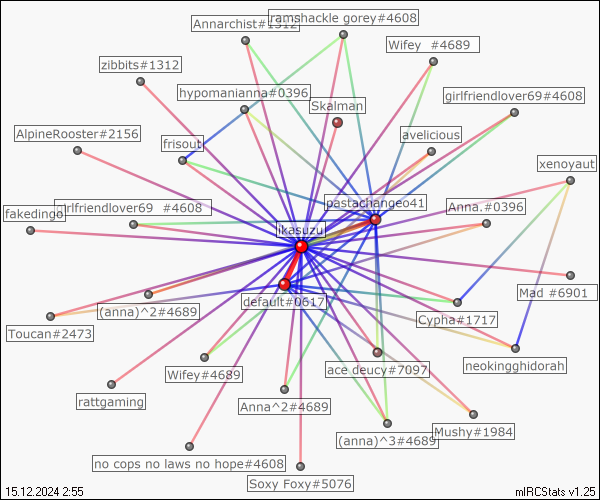 Annarchist#1312
ramshackle gorey#4608
Wifey   #4689
zibbits#1312
hypomanianna#0396
Skalman
girlfriendlover69#4608
AlpineRooster#2156
frisout
avelicious
xenoyaut
fakedingo
girlfriendlover69   #4608
pastachangeo41
Anna.#0396
ikasuzu
default#0617
Mad   #6901
(anna)^2#4689
Cypha#1717
Toucan#2473
neokingghidorah
Wifey#4689
ace deucy#7097
rattgaming
Anna^2#4689
(anna)^3#4689
Mushy#1984
no cops no laws no hope#4608
Soxy Foxy#5076
15.12.2024 2:55
mIRCStats v1.25